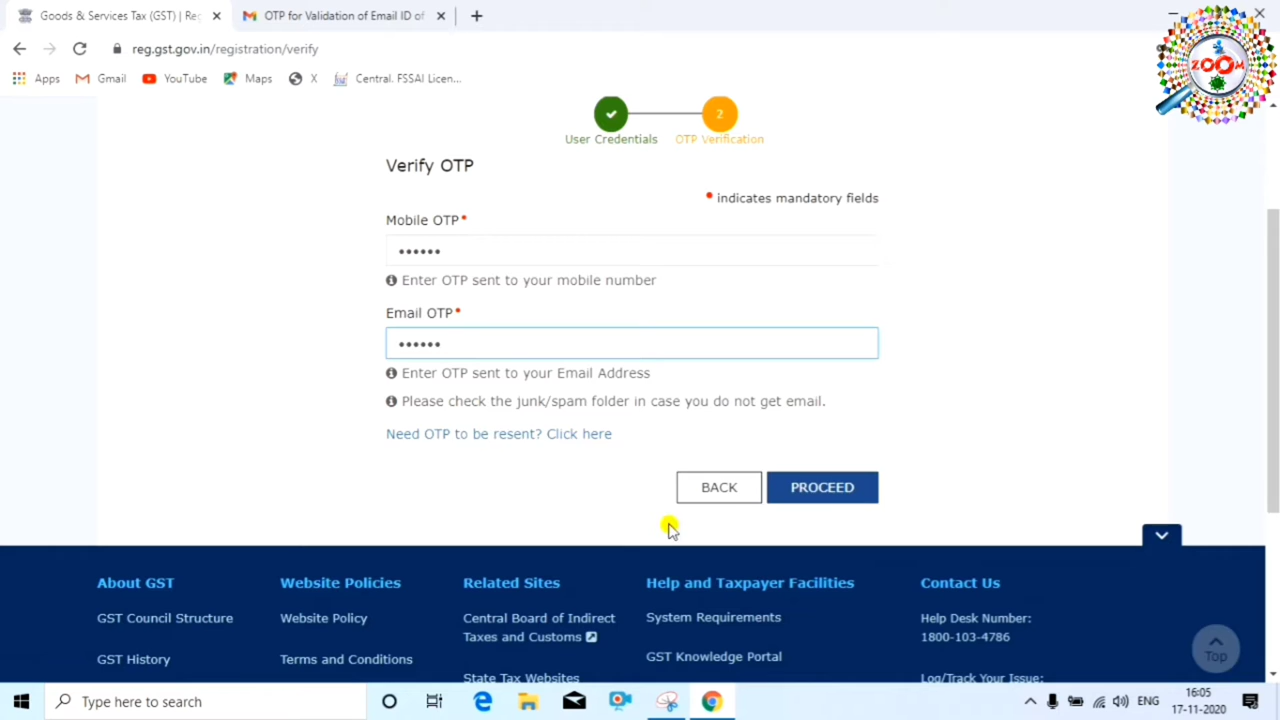 Goods & Services Tax (GST) | Re
OTP for Validation of Email ID of
reg.gst.gov.in/registration/verify
Apps Gmail YouTube Maps X Central. FSSAI Licen...
ZOOM
2
User Credentials OTP Verification
Verify OTP
• indicates mandatory fields
Mobile OTP•
••••••
Enter OTP sent to your mobile number
Email OTP•
••••••
Enter OTP sent to your Email Address
Please check the junk/spam folder in case you do not get email.
Need OTP to be resent? Click here
BACK PROCEED
About GST Website Policies Related Sites Help and Taxpayer Facilities Contact Us
GST Council Structure Website Policy Central Board of Indirect System Requirements Help Desk Number:
Taxes and Customs 1800-103-4786
GST History Terms and Conditions GST Knowledge Portal
Top
State Tax Websites Log/Track Your Issue:
Type here to search
ENG
16:05
17-11-2020